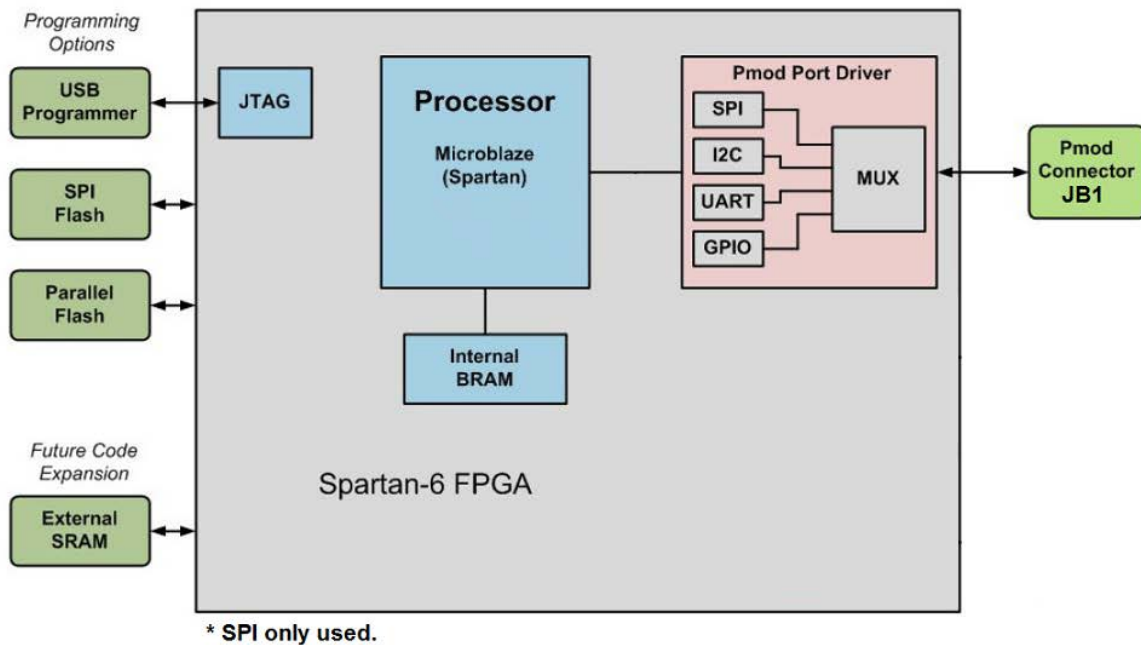 Programming
Options
USB
Programmer
JTAG
SPI
Flash
Parallel
Flash
Future Code
Expansion
External
SRAM
Processor
Microblaze
(Spartan)
Internal
BRAM
Spartan-6 FPGA
Pmod Port Driver
SPI
I2C
UART
GPIO
MUX
Pmod
Connector
JB1
* SPI only used.